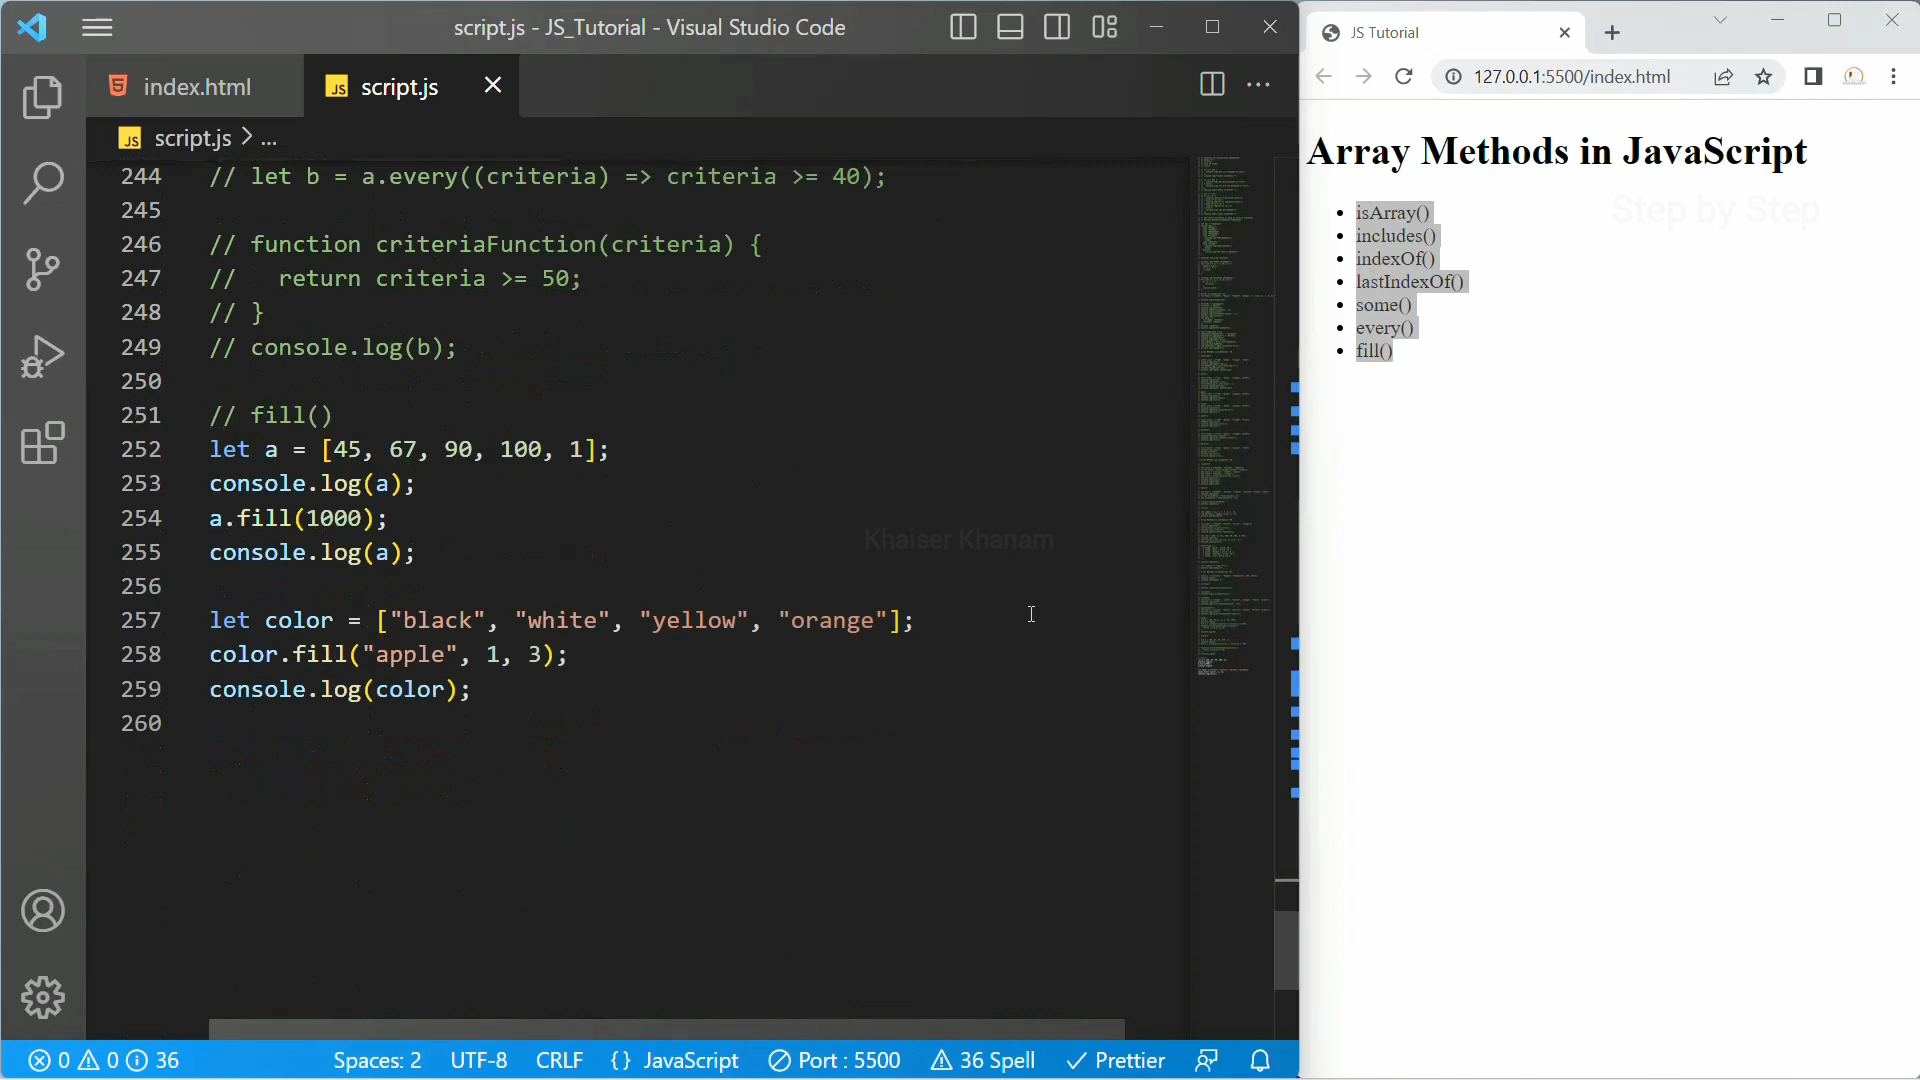 script.js - JS_Tutorial - Visual Studio Code
index.html
script.js
script.js > ...
244 // let b = a.every((criteria) => criteria >= 40);
245
246 // function criteriaFunction(criteria) {
247 //   return criteria >= 50;
248 // }
249 // console.log(b);
250
251 // fill()
252 let a = [45, 67, 90, 100, 1];
253 console.log(a);
254 a.fill(1000);
255 console.log(a);
256
257 let color = ["black", "white", "yellow", "orange"];
258 color.fill("apple", 1, 3);
259 console.log(color);
260
Khaiser Khanam
0 0 36 Spaces: 2 UTF-8 CRLF {} JavaScript Port : 5500 36 Spell Prettier
JS Tutorial
127.0.0.1:5500/index.html
Array Methods in JavaScript
Step by Step
isArray()
includes()
indexOf()
lastIndexOf()
some()
every()
fill()